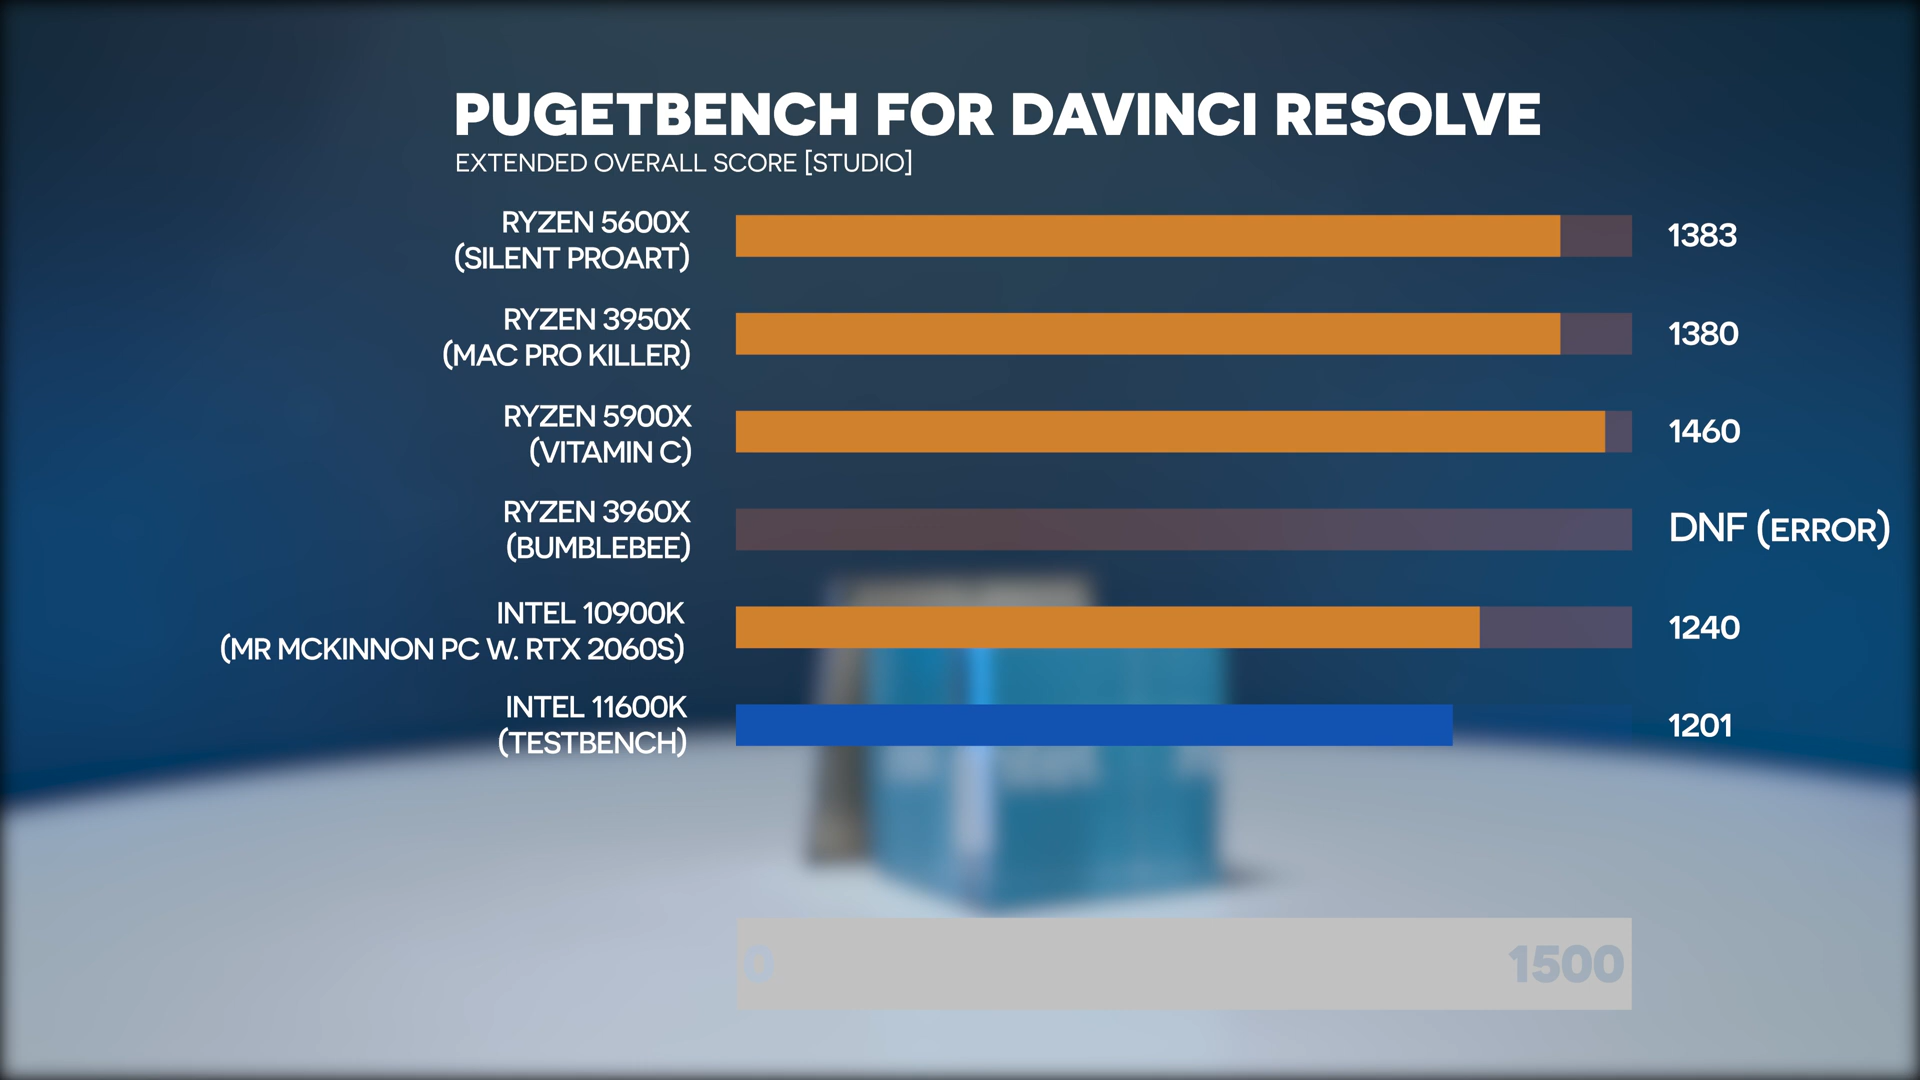 PUGETBENCH FOR DAVINCI RESOLVE
EXTENDED OVERALL SCORE [STUDIO]
RYZEN 5600X
(SILENT PROART)
1383
RYZEN 3950X
(MAC PRO KILLER)
1380
RYZEN 5900X
(VITAMIN C)
1460
RYZEN 3960X
(BUMBLEBEE)
DNF (ERROR)
INTEL 10900K
(MR MCKINNON PC W. RTX 2060S)
1240
INTEL 11600K
(TESTBENCH)
1201
0 1500